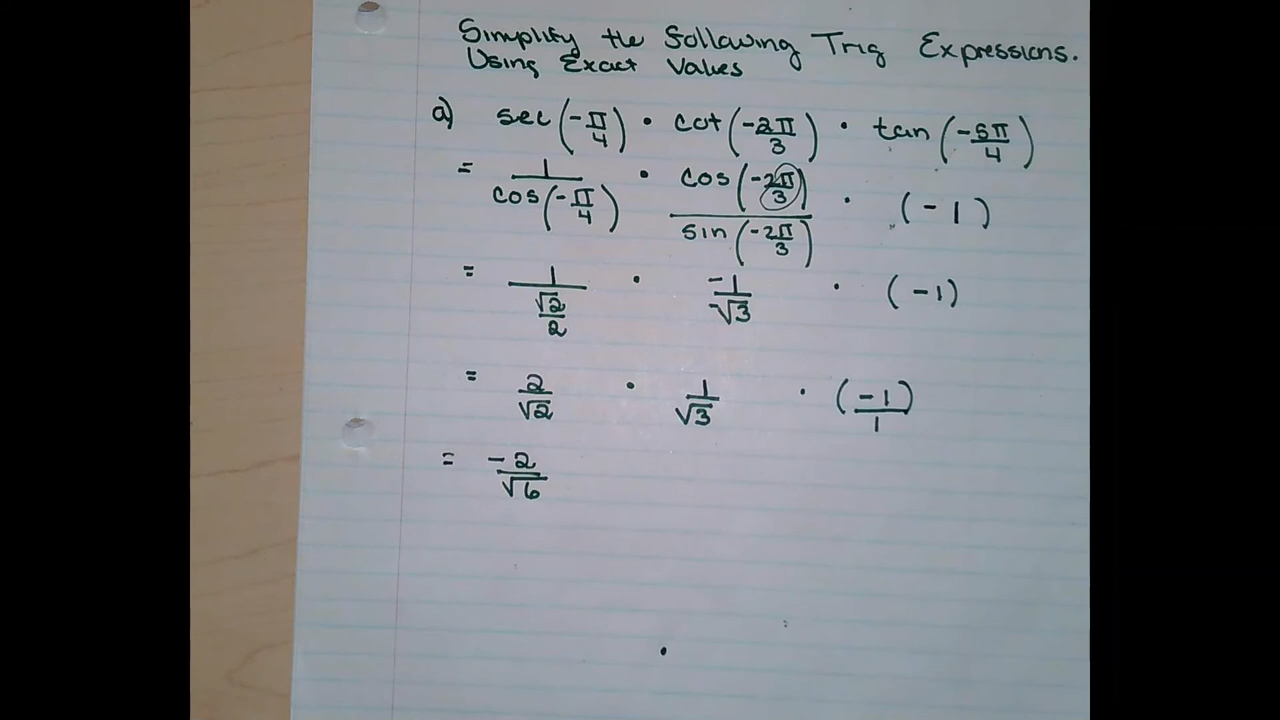 Simplify the Following Trig Expressions.
Using Exact Values
a) sec(-π/4) · cot(-2π/3) · tan(-5π/4)
= 1/cos(-π/4) · cos(-2π/3)/sin(-2π/3) · (-1)
= 1/(√2/2) · -1/-√3 · (-1)
= 2/√2 · 1/√3 · (-1/1)
= -2/√6